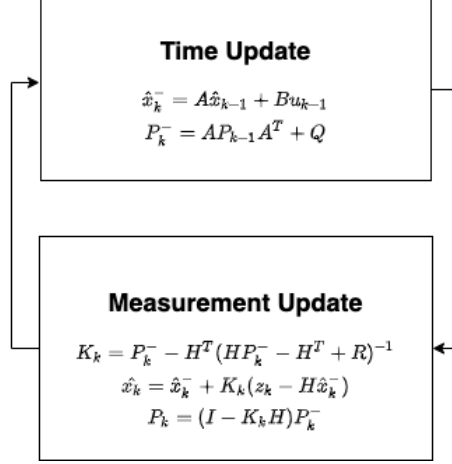 Time Update
x̂ₖ⁻ = Ax̂ₖ₋₁ + Buₖ₋₁
Pₖ⁻ = APₖ₋₁Aᵀ + Q
Measurement Update
Kₖ = Pₖ⁻ − Hᵀ(HPₖ⁻ − Hᵀ + R)⁻¹
x̂ₖ = x̂ₖ⁻ + Kₖ(zₖ − Hx̂ₖ⁻)
Pₖ = (I − KₖH)Pₖ⁻